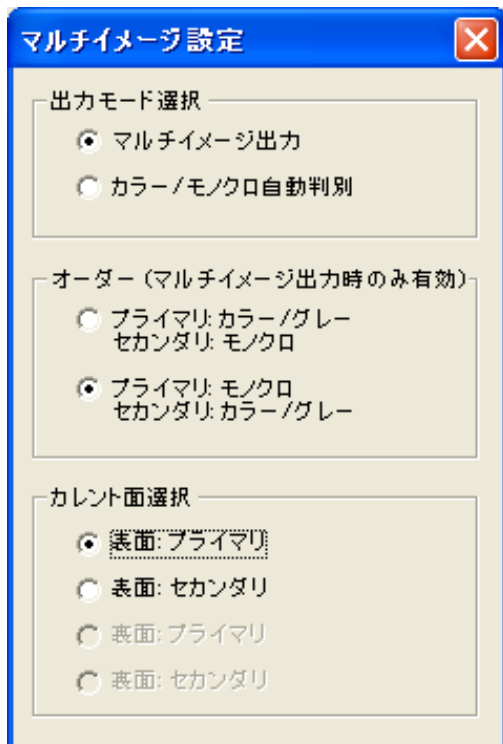 マルチイメージ設定
出力モード選択
マルチイメージ出力
カラー/モノクロ自動判別
オーダー(マルチイメージ出力時のみ有効)
プライマリ:カラー/グレー
セカンダリ:モノクロ
プライマリ:モノクロ
セカンダリ:カラー/グレー
カレント面選択
表面:プライマリ
表面:セカンダリ
裏面:プライマリ
裏面:セカンダリ